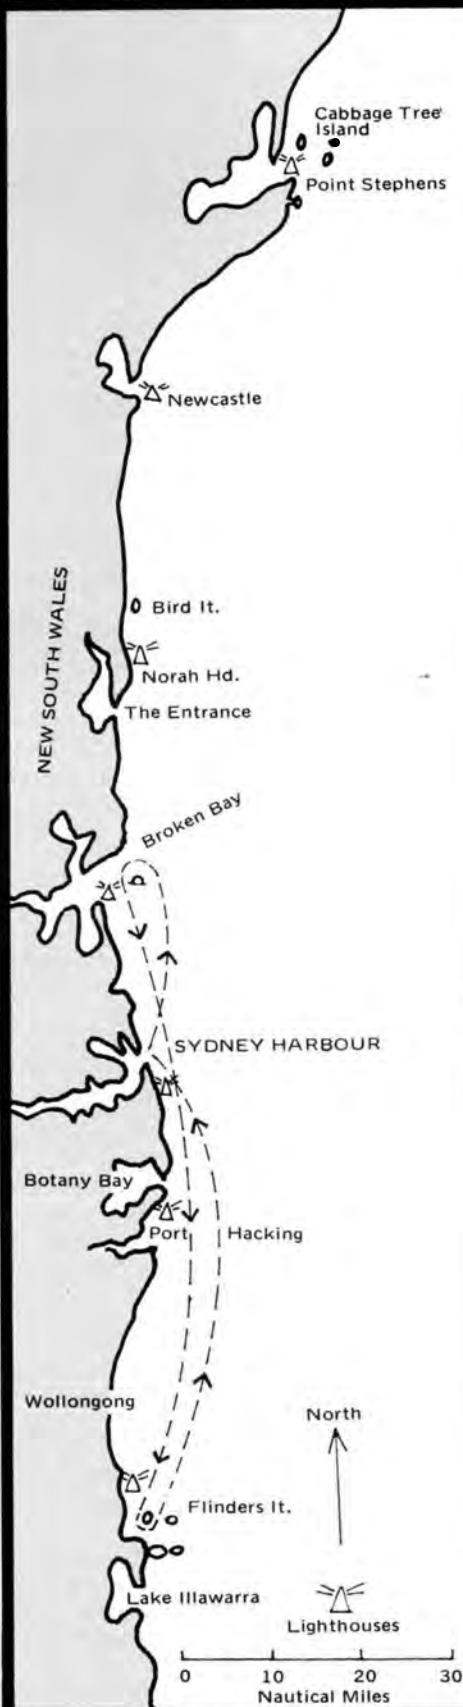 Cabbage Tree
Island
Point Stephens
Newcastle
NEW SOUTH WALES
Bird It.
Norah Hd.
The Entrance
Broken Bay
SYDNEY HARBOUR
Botany Bay
Port Hacking
Wollongong
North
Flinders It.
Lake Illawarra
Lighthouses
0 10 20 30
Nautical Miles